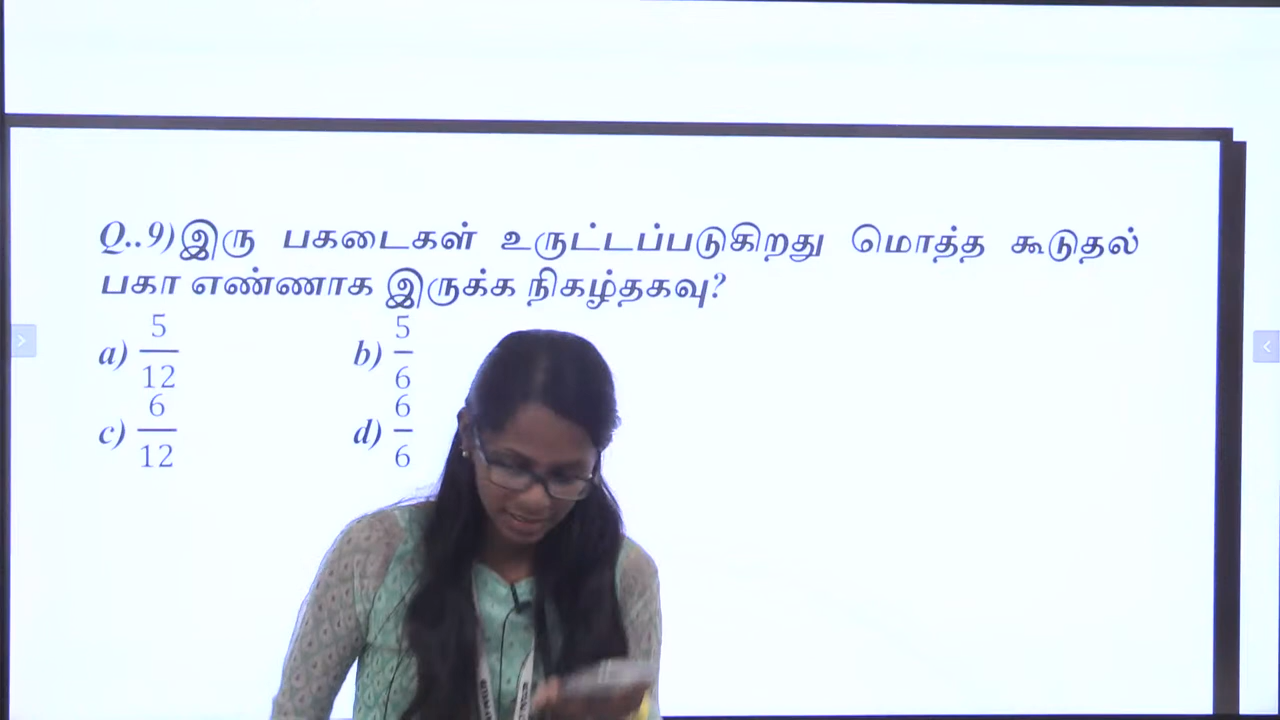 Q..9)இரு பகடைகள் உருட்டப்படுகிறது மொத்த கூடுதல்
பகா எண்ணாக இருக்க நிகழ்தகவு?
a) 5/12 b) 5/6
c) 6/12 d) 6/6